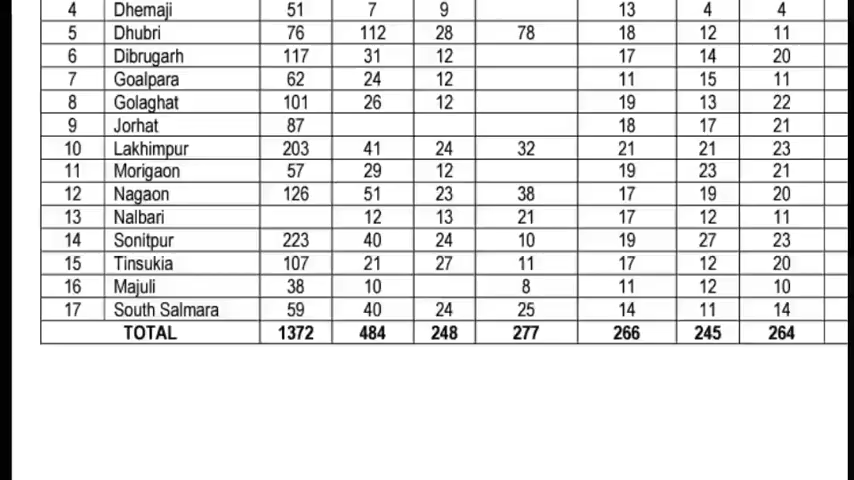 4 Dhemaji 51 7 9 13 4 4
5 Dhubri 76 112 28 78 18 12 11
6 Dibrugarh 117 31 12 17 14 20
7 Goalpara 62 24 12 11 15 11
8 Golaghat 101 26 12 19 13 22
9 Jorhat 87 18 17 21
10 Lakhimpur 203 41 24 32 21 21 23
11 Morigaon 57 29 12 19 23 21
12 Nagaon 126 51 23 38 17 19 20
13 Nalbari 12 13 21 17 12 11
14 Sonitpur 223 40 24 10 19 27 23
15 Tinsukia 107 21 27 11 17 12 20
16 Majuli 38 10 8 11 12 10
17 South Salmara 59 40 24 25 14 11 14
TOTAL 1372 484 248 277 266 245 264